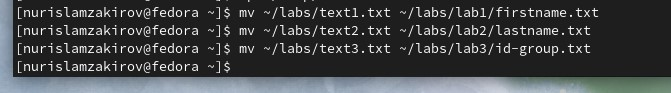 [nurislamzakirov@fedora ~]$ mv ~/labs/text1.txt ~/labs/lab1/firstname.txt
[nurislamzakirov@fedora ~]$ mv ~/labs/text2.txt ~/labs/lab2/lastname.txt
[nurislamzakirov@fedora ~]$ mv ~/labs/text3.txt ~/labs/lab3/id-group.txt
[nurislamzakirov@fedora ~]$